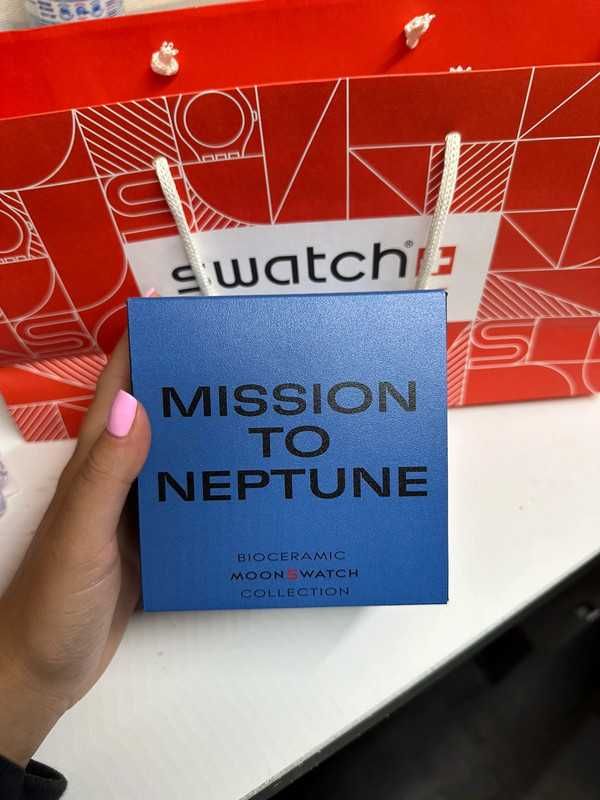 swatch®
MISSION
TO
NEPTUNE
BIOCERAMIC
MOONSWATCH
COLLECTION